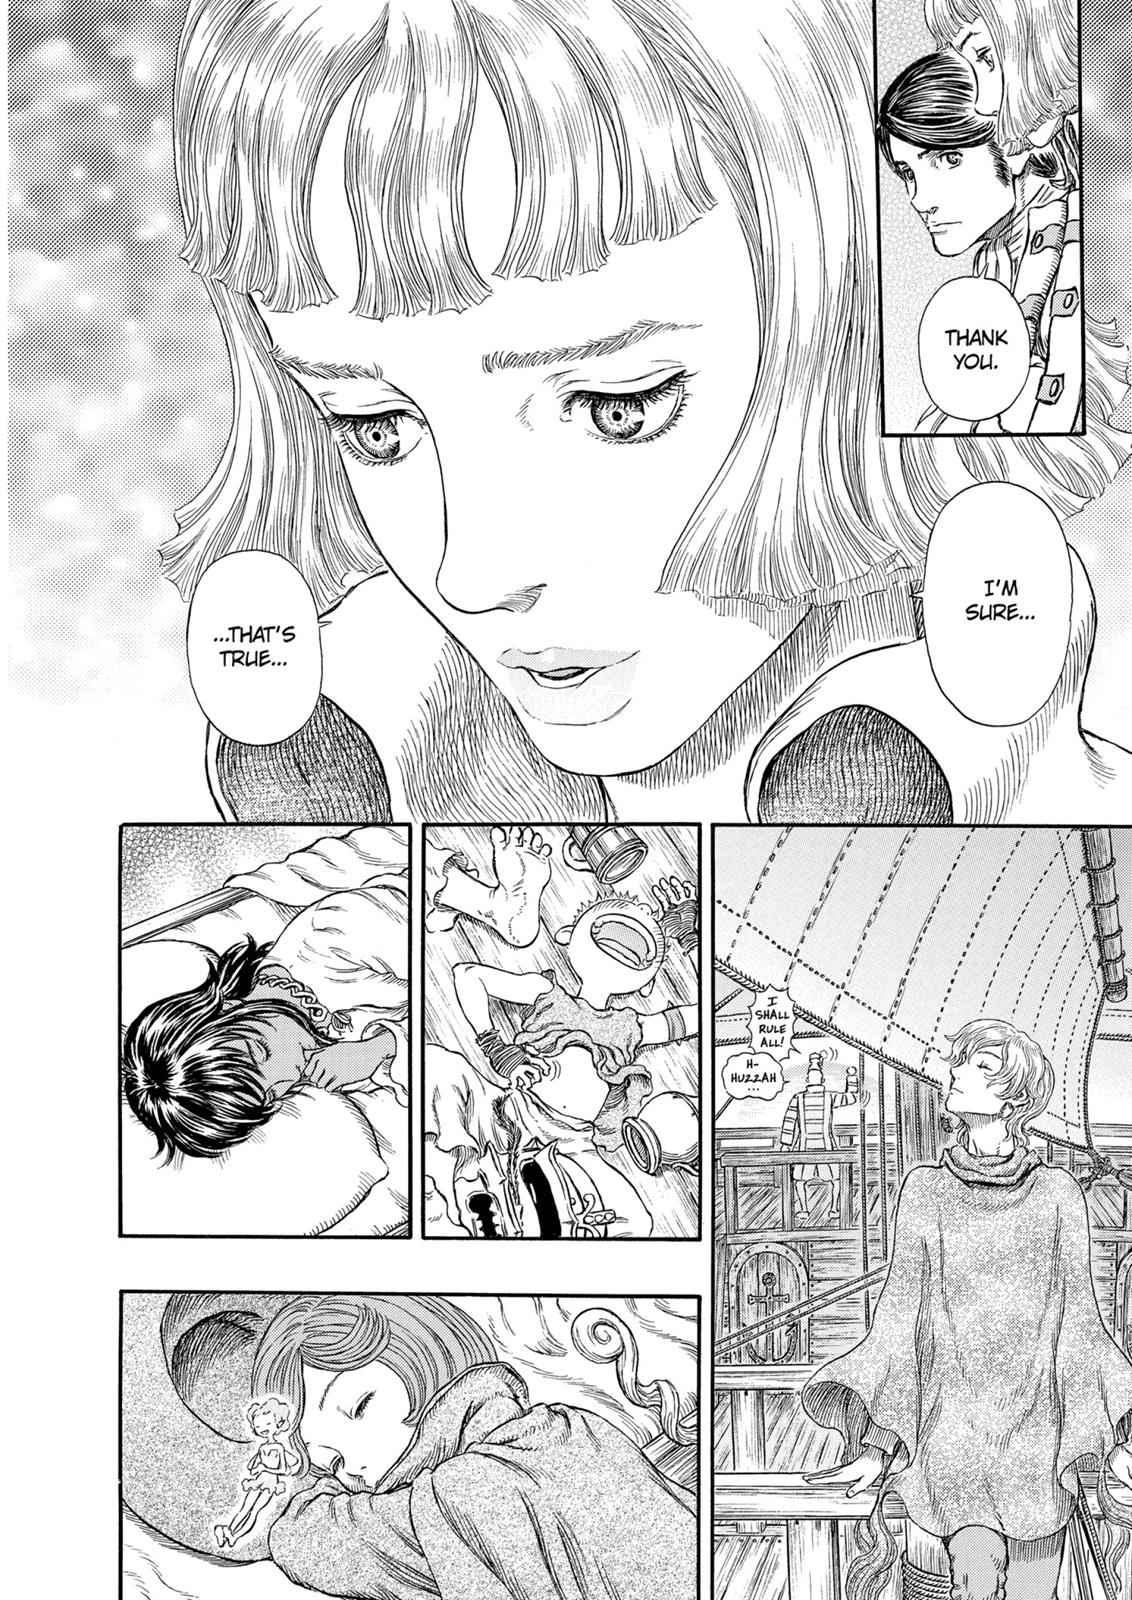 THANK
YOU.
I'M
SURE...
...THAT'S
TRUE...
I
SHALL
RULE
ALL!
H-
HUZZAH
...